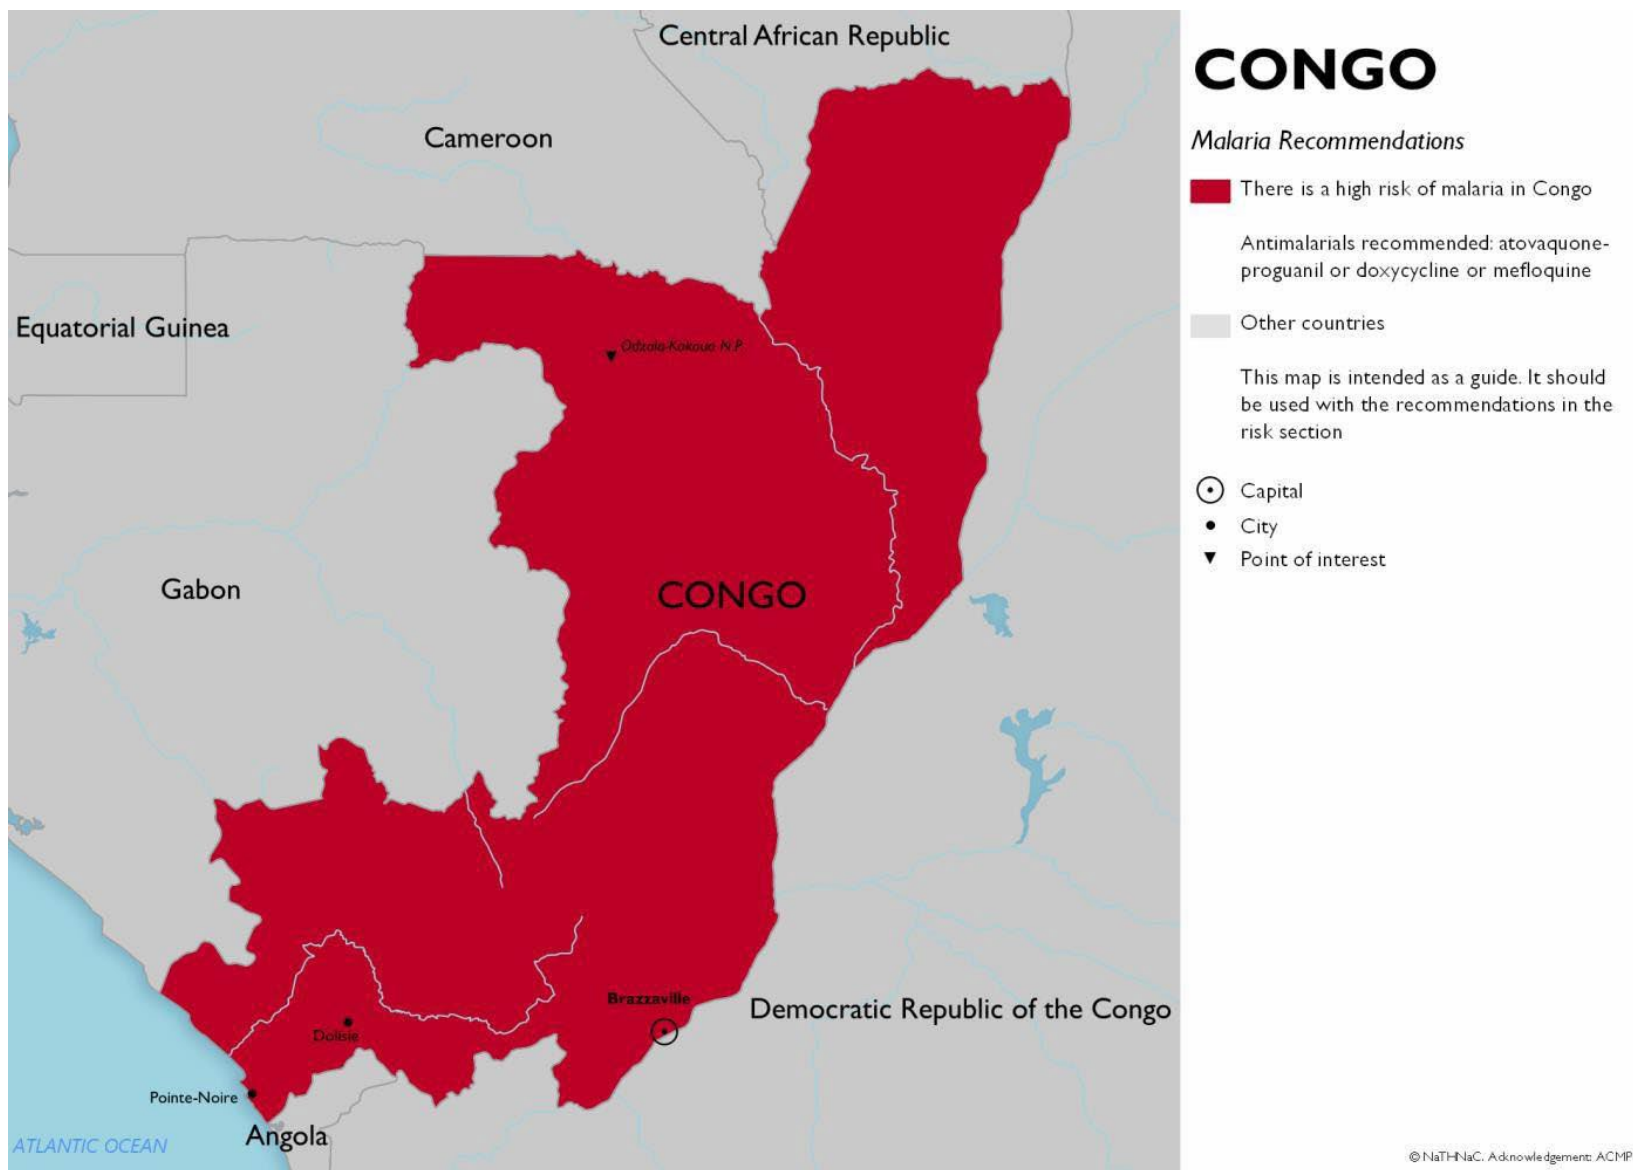 Central African Republic
Cameroon
Equatorial Guinea
Odzala-Kokoua N.P.
Gabon
CONGO
Brazzaville
Democratic Republic of the Congo
Dolisie
Pointe-Noire
Angola
ATLANTIC OCEAN
CONGO
Malaria Recommendations
There is a high risk of malaria in Congo
Antimalarials recommended: atovaquone-
proguanil or doxycycline or mefloquine
Other countries
This map is intended as a guide. It should
be used with the recommendations in the
risk section
Capital
City
Point of interest
© NaTHNaC. Acknowledgement: ACMP